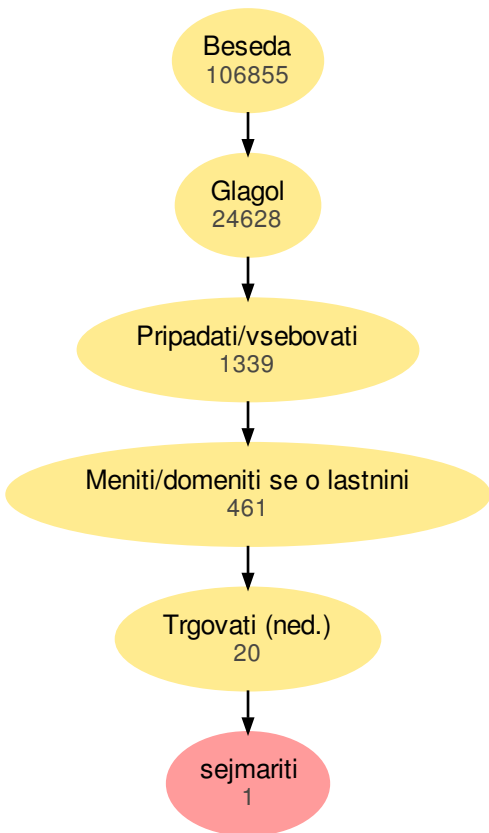 Beseda
106855
Glagol
24628
Pripadati/vsebovati
1339
Meniti/domeniti se o lastnini
461
Trgovati (ned.)
20
sejmariti
1